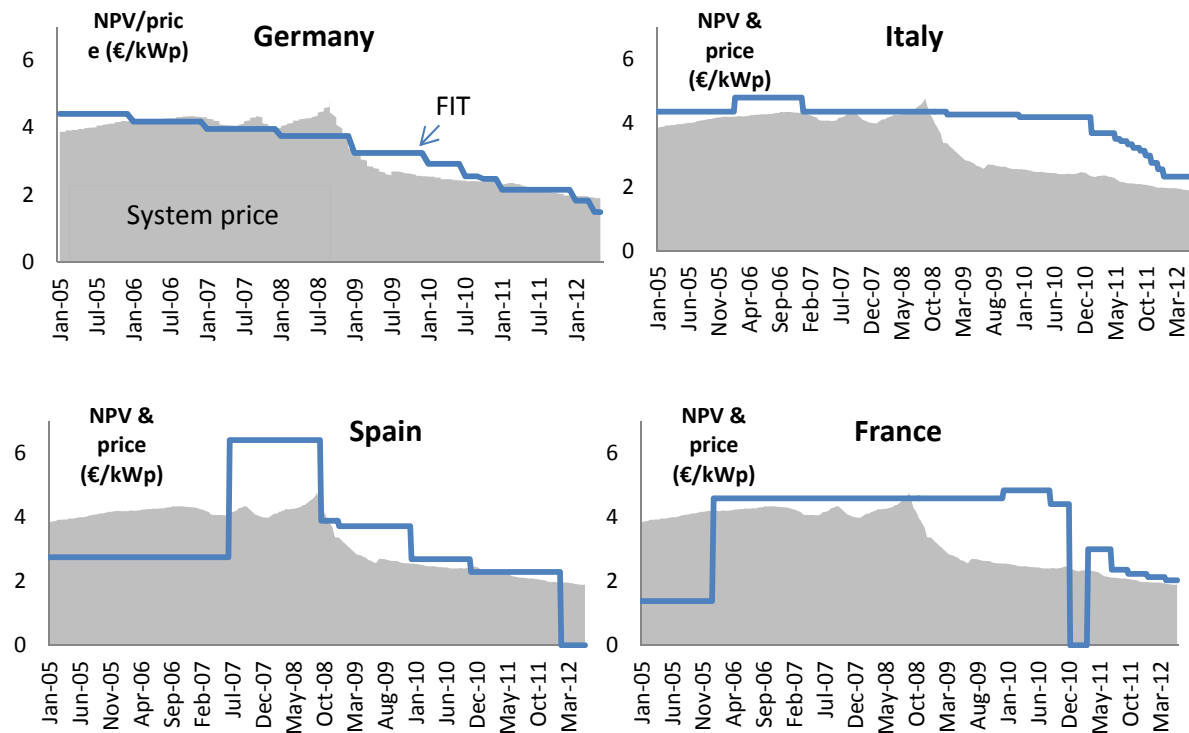 NPV/pric
e (€/kWp)
Germany
6
4
2
0
FIT
System price
Jan-05
Jul-05
Jan-06
Jul-06
Jan-07
Jul-07
Jan-08
Jul-08
Jan-09
Jul-09
Jan-10
Jul-10
Jan-11
Jul-11
Jan-12
NPV &
price
(€/kWp)
Italy
6
4
2
0
Jan-05
Jun-05
Nov-05
Apr-06
Sep-06
Feb-07
Jul-07
Dec-07
May-08
Oct-08
Mar-09
Aug-09
Jan-10
Jun-10
Dec-10
May-11
Oct-11
Mar-12
NPV &
price
(€/kWp)
Spain
6
4
2
0
Jan-05
Jun-05
Nov-05
Apr-06
Sep-06
Feb-07
Jul-07
Dec-07
May-08
Oct-08
Mar-09
Aug-09
Jan-10
Jun-10
Dec-10
May-11
Oct-11
Mar-12
NPV &
price
(€/kWp)
France
6
4
2
0
Jan-05
Jun-05
Nov-05
Apr-06
Sep-06
Feb-07
Jul-07
Dec-07
May-08
Oct-08
Mar-09
Aug-09
Jan-10
Jun-10
Dec-10
May-11
Oct-11
Mar-12